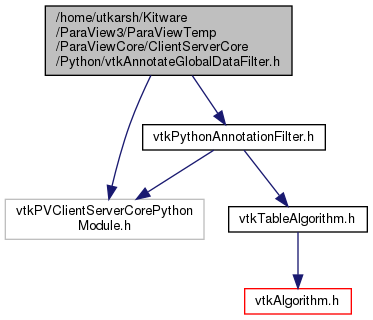 /home/utkarsh/Kitware
/ParaView3/ParaViewTemp
/ParaViewCore/ClientServerCore
/Python/vtkAnnotateGlobalDataFilter.h
vtkPythonAnnotationFilter.h
vtkPVClientServerCorePython
Module.h
vtkTableAlgorithm.h
vtkAlgorithm.h